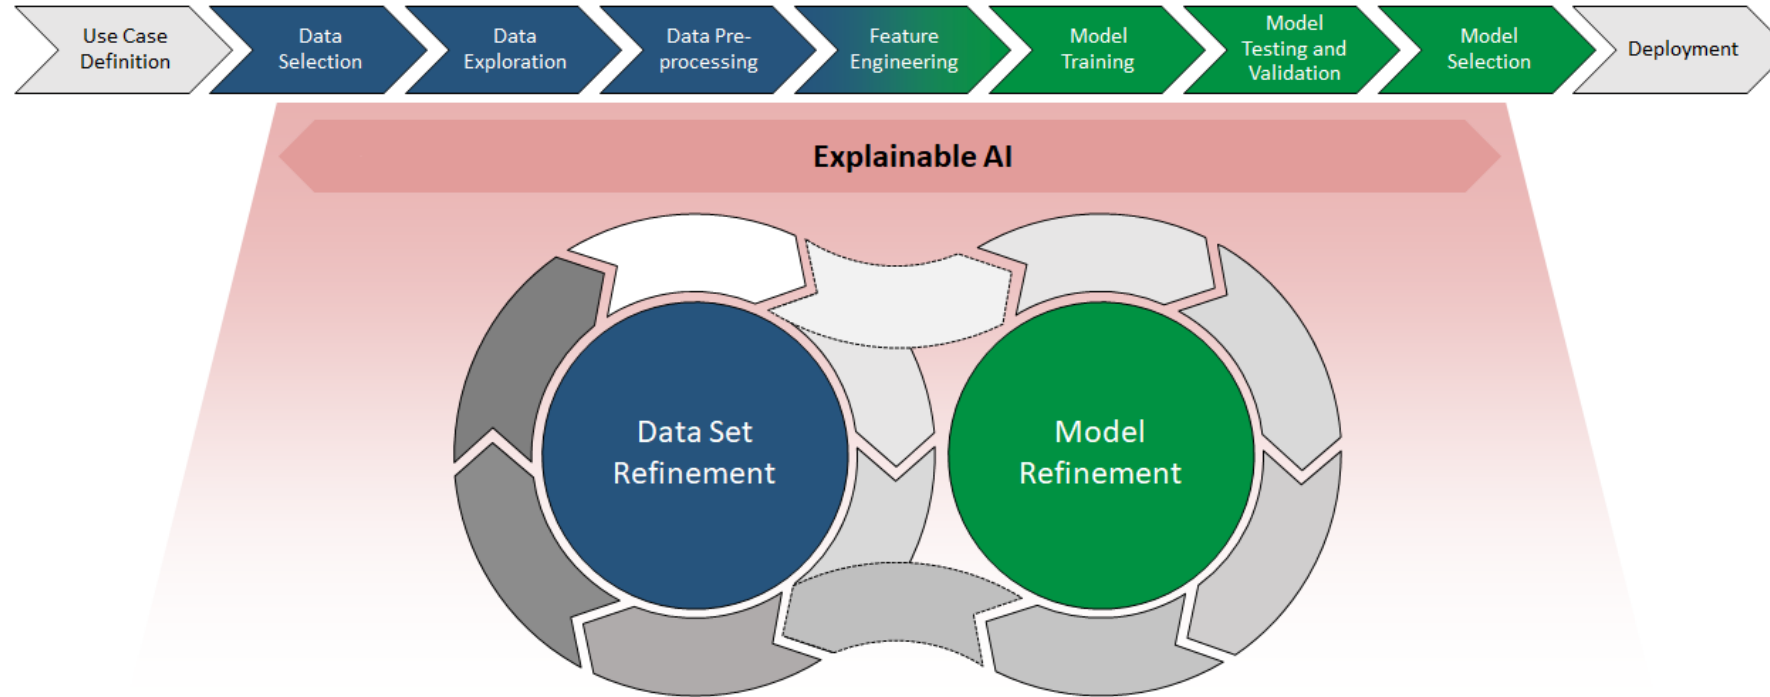 Use Case
Definition
Data
Selection
Data
Exploration
Data Pre-
processing
Feature
Engineering
Model
Training
Model
Testing and
Validation
Model
Selection
Deployment
Explainable AI
Data Set
Refinement
Model
Refinement